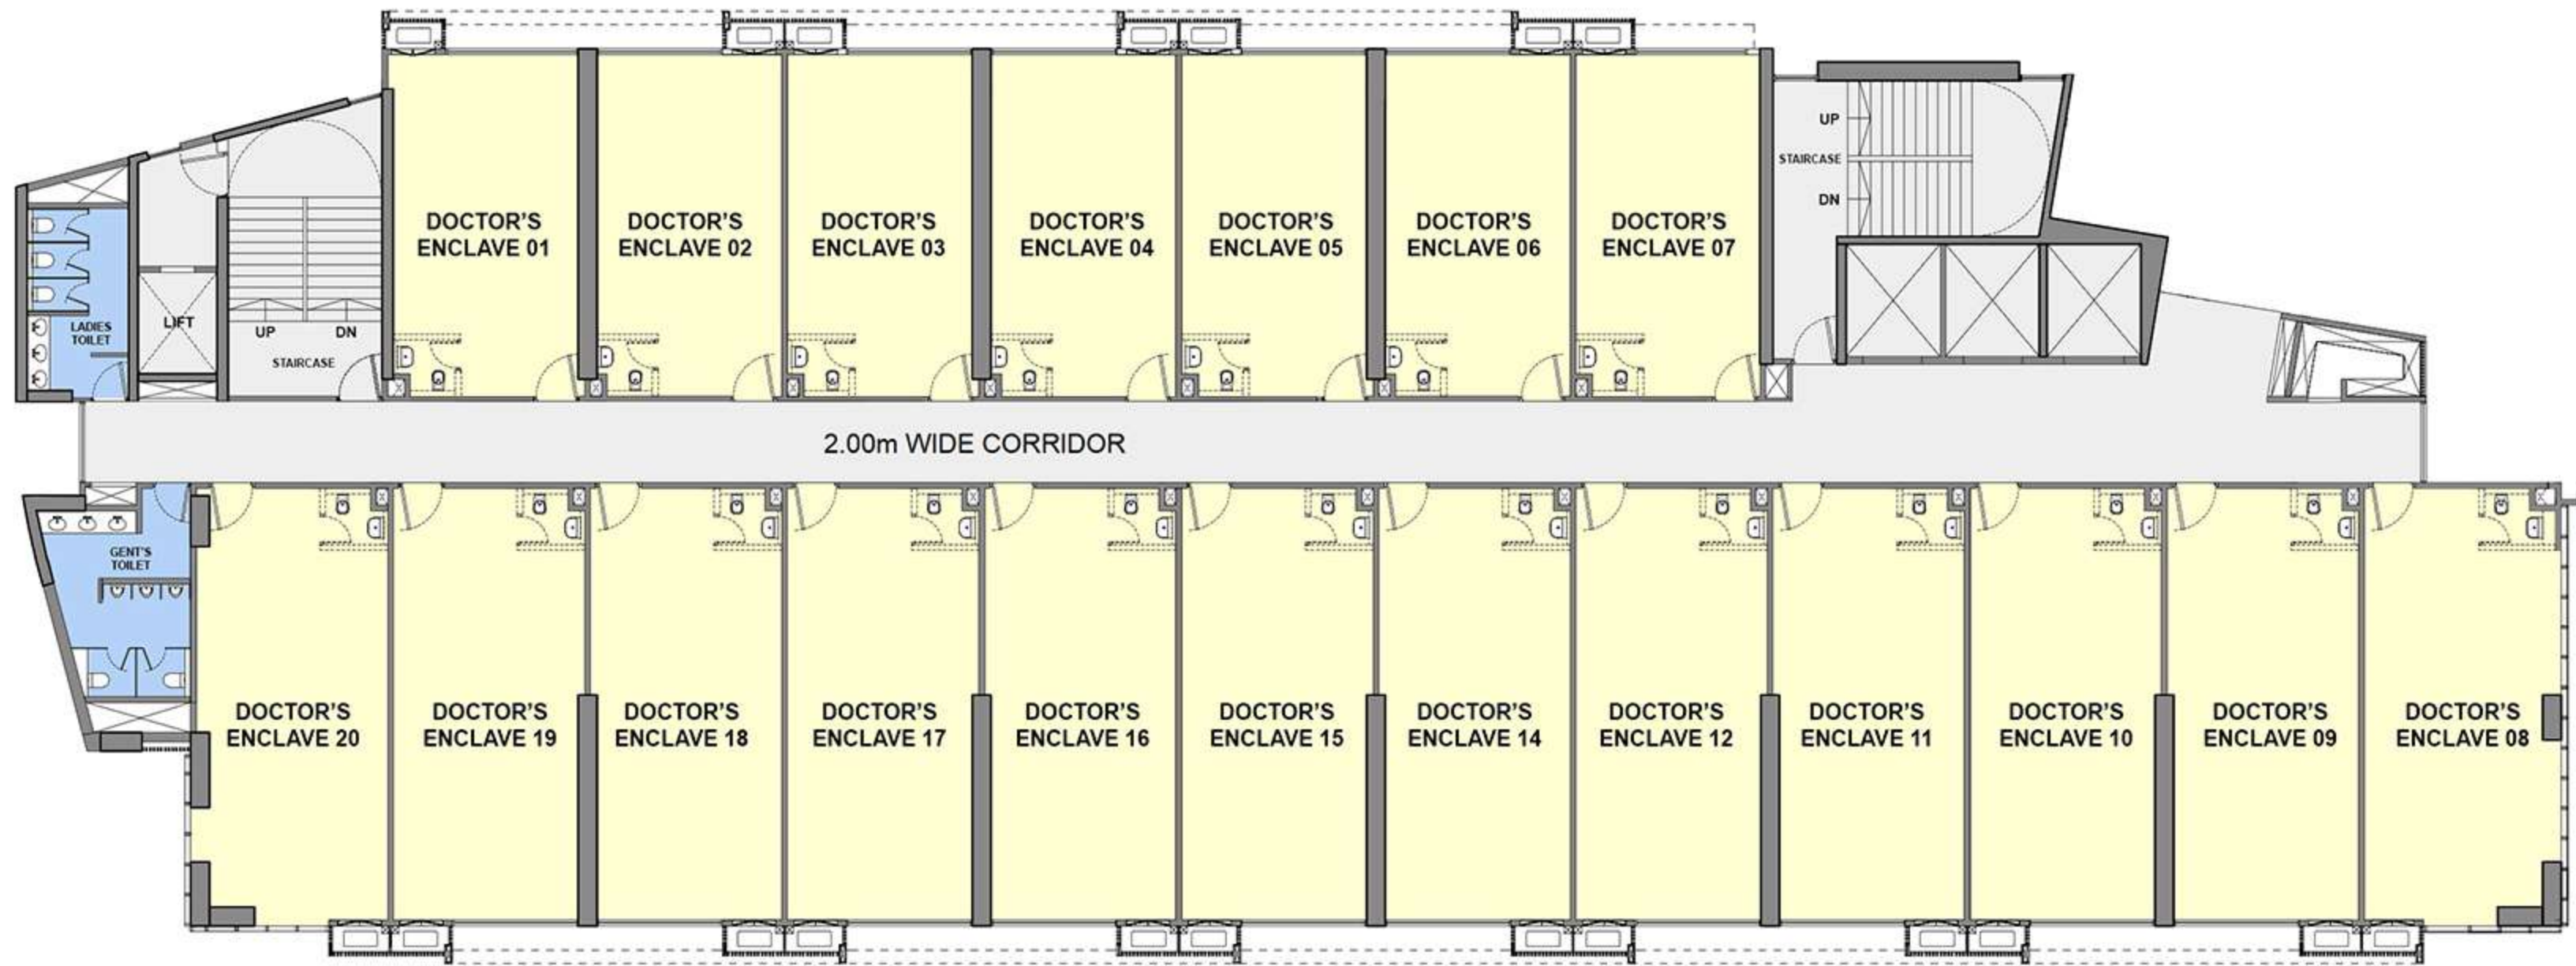 DOCTOR'S
ENCLAVE 01
DOCTOR'S
ENCLAVE 02
DOCTOR'S
ENCLAVE 03
DOCTOR'S
ENCLAVE 04
DOCTOR'S
ENCLAVE 05
DOCTOR'S
ENCLAVE 06
DOCTOR'S
ENCLAVE 07
UP
STAIRCASE
DN
LADIES
TOILET
LIFT
UP
DN
STAIRCASE
2.00m WIDE CORRIDOR
GENT'S
TOILET
DOCTOR'S
ENCLAVE 20
DOCTOR'S
ENCLAVE 19
DOCTOR'S
ENCLAVE 18
DOCTOR'S
ENCLAVE 17
DOCTOR'S
ENCLAVE 16
DOCTOR'S
ENCLAVE 15
DOCTOR'S
ENCLAVE 14
DOCTOR'S
ENCLAVE 12
DOCTOR'S
ENCLAVE 11
DOCTOR'S
ENCLAVE 10
DOCTOR'S
ENCLAVE 09
DOCTOR'S
ENCLAVE 08